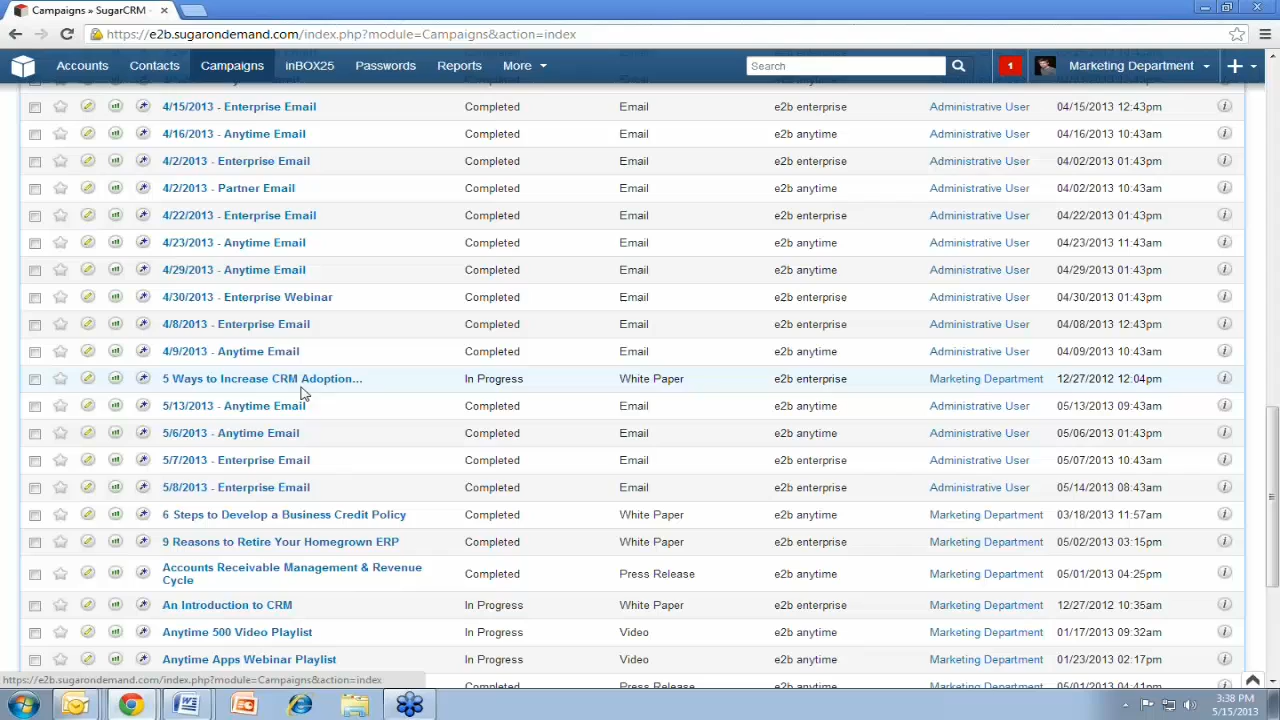 Campaigns » SugarCRM -
https://e2b.sugarondemand.com/index.php?module=Campaigns&action=index
Accounts Contacts Campaigns inBOX25 Passwords Reports More Search 1 Marketing Department
4/15/2013 - Enterprise Email Completed Email e2b enterprise Administrative User 04/15/2013 12:43pm
4/16/2013 - Anytime Email Completed Email e2b anytime Administrative User 04/16/2013 10:43am
4/2/2013 - Enterprise Email Completed Email e2b enterprise Administrative User 04/02/2013 01:43pm
4/2/2013 - Partner Email Completed Email e2b anytime Administrative User 04/02/2013 10:43am
4/22/2013 - Enterprise Email Completed Email e2b enterprise Administrative User 04/22/2013 01:43pm
4/23/2013 - Anytime Email Completed Email e2b anytime Administrative User 04/23/2013 11:43am
4/29/2013 - Anytime Email Completed Email e2b anytime Administrative User 04/29/2013 01:43pm
4/30/2013 - Enterprise Webinar Completed Email e2b enterprise Administrative User 04/30/2013 01:43pm
4/8/2013 - Enterprise Email Completed Email e2b enterprise Administrative User 04/08/2013 12:43pm
4/9/2013 - Anytime Email Completed Email e2b anytime Administrative User 04/09/2013 10:43am
5 Ways to Increase CRM Adoption... In Progress White Paper e2b enterprise Marketing Department 12/27/2012 12:04pm
5/13/2013 - Anytime Email Completed Email e2b anytime Administrative User 05/13/2013 09:43am
5/6/2013 - Anytime Email Completed Email e2b anytime Administrative User 05/06/2013 01:43pm
5/7/2013 - Enterprise Email Completed Email e2b enterprise Administrative User 05/07/2013 10:43am
5/8/2013 - Enterprise Email Completed Email e2b enterprise Administrative User 05/14/2013 08:43am
6 Steps to Develop a Business Credit Policy Completed White Paper e2b anytime Marketing Department 03/18/2013 11:57am
9 Reasons to Retire Your Homegrown ERP Completed White Paper e2b anytime Marketing Department 05/02/2013 03:15pm
Accounts Receivable Management & Revenue
Cycle Completed Press Release e2b anytime Marketing Department 05/01/2013 04:25pm
An Introduction to CRM In Progress White Paper e2b enterprise Marketing Department 12/27/2012 10:35am
Anytime 500 Video Playlist In Progress Video e2b anytime Marketing Department 01/17/2013 09:32am
Anytime Apps Webinar Playlist In Progress Video e2b anytime Marketing Department 01/23/2013 02:17pm
Completed Press Release e2b anytime Marketing Department 05/01/2013 04:41pm
https://e2b.sugarondemand.com/index.php?module=Campaigns&action=index
3:38 PM
5/15/2013